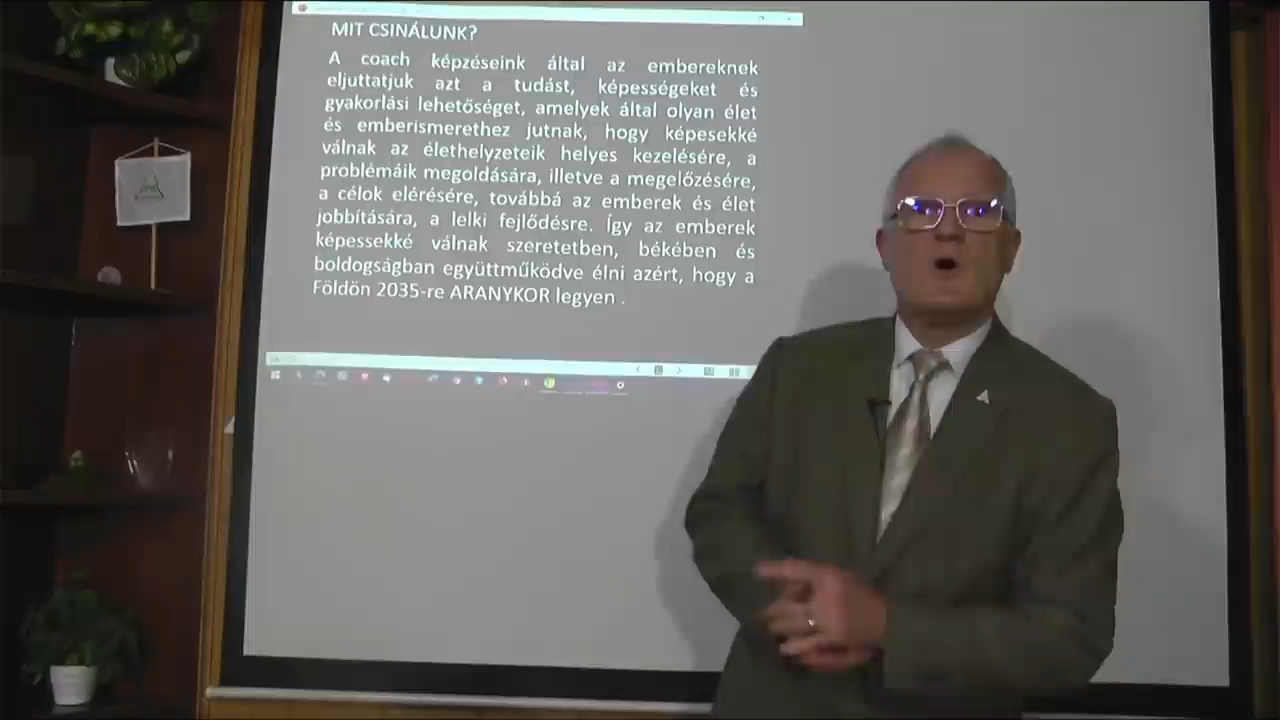 MIT CSINÁLUNK?
A coach képzéseink által az embereknek
eljuttatjuk azt a tudást, képességeket és
gyakorlási lehetőséget, amelyek által olyan élet
és emberismerethez jutnak, hogy képesekké
válnak az élethelyzeteik helyes kezelésére, a
problémáik megoldására, illetve a megelőzésére,
a célok elérésére, továbbá az emberek és élet
jobbítására, a lelki fejlődésre. Így az emberek
képessekké válnak szeretetben, békében és
boldogságban együttműködve élni azért, hogy a
Földön 2035-re ARANYKOR legyen .